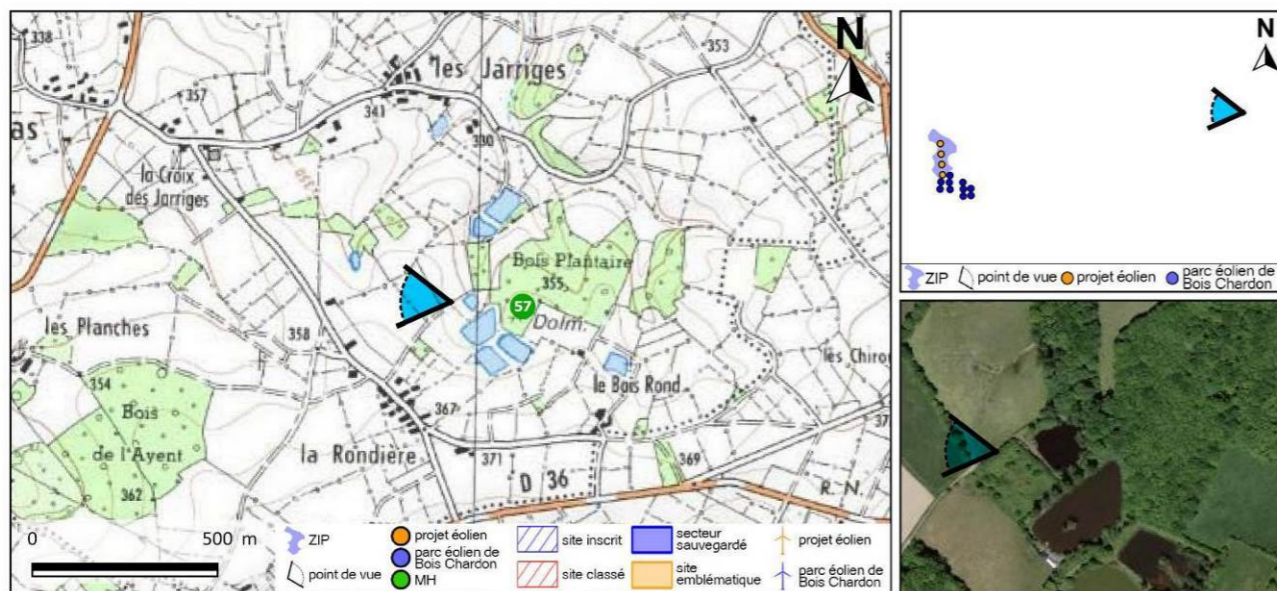 338
N
les Jarriges
353
357
341
as
330
la Croix
des Jarriges
350
Bois Plantaire
355
57
Dolm.
les Planches
358
354
le Bois Rond
Bois
de l'Ayent
367
la Rondière
371
D 36
369
362
R.-N.
0
500 m
ZIP
point de vue
projet éolien
parc éolien de
Bois Chardon
MH
site inscrit
site classé
secteur
sauvegardé
site
emblématique
projet éolien
parc éolien de
Bois Chardon
N
ZIP
point de vue
projet éolien
parc éolien de
Bois Chardon